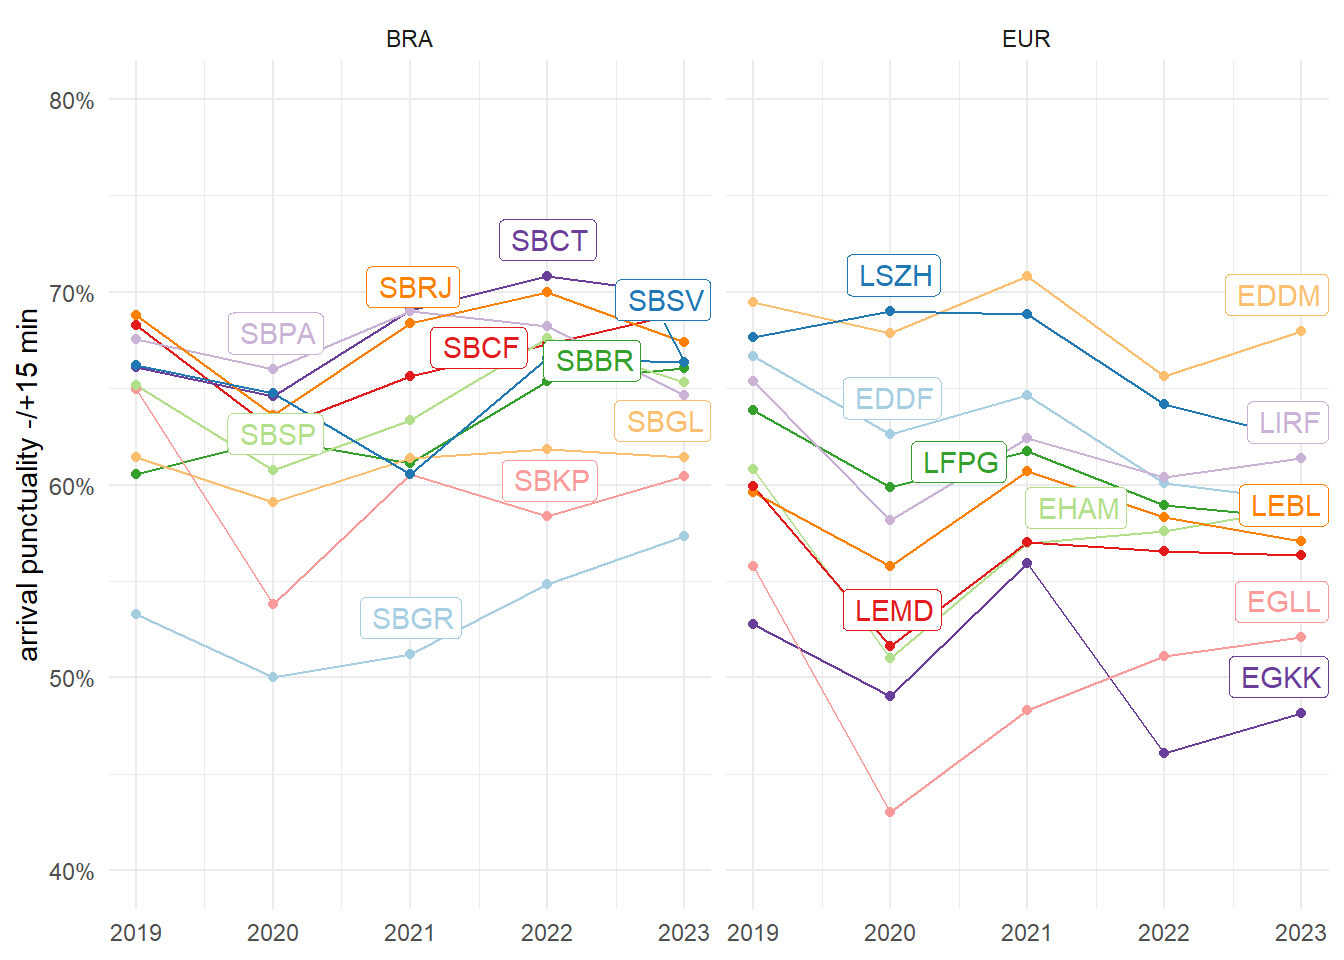 BRA
EUR
arrival punctuality -/+15 min
80%
70%
60%
50%
40%
SBCT
SBRJ
SBSV
SBPA
SBCF
SBBR
SBGL
SBSP
SBKP
SBGR
LSZH
EDDM
EDDF
LIRF
LFPG
EHAM
LEBL
LEMD
EGLL
EGKK
2019 2020 2021 2022 2023
2019 2020 2021 2022 2023